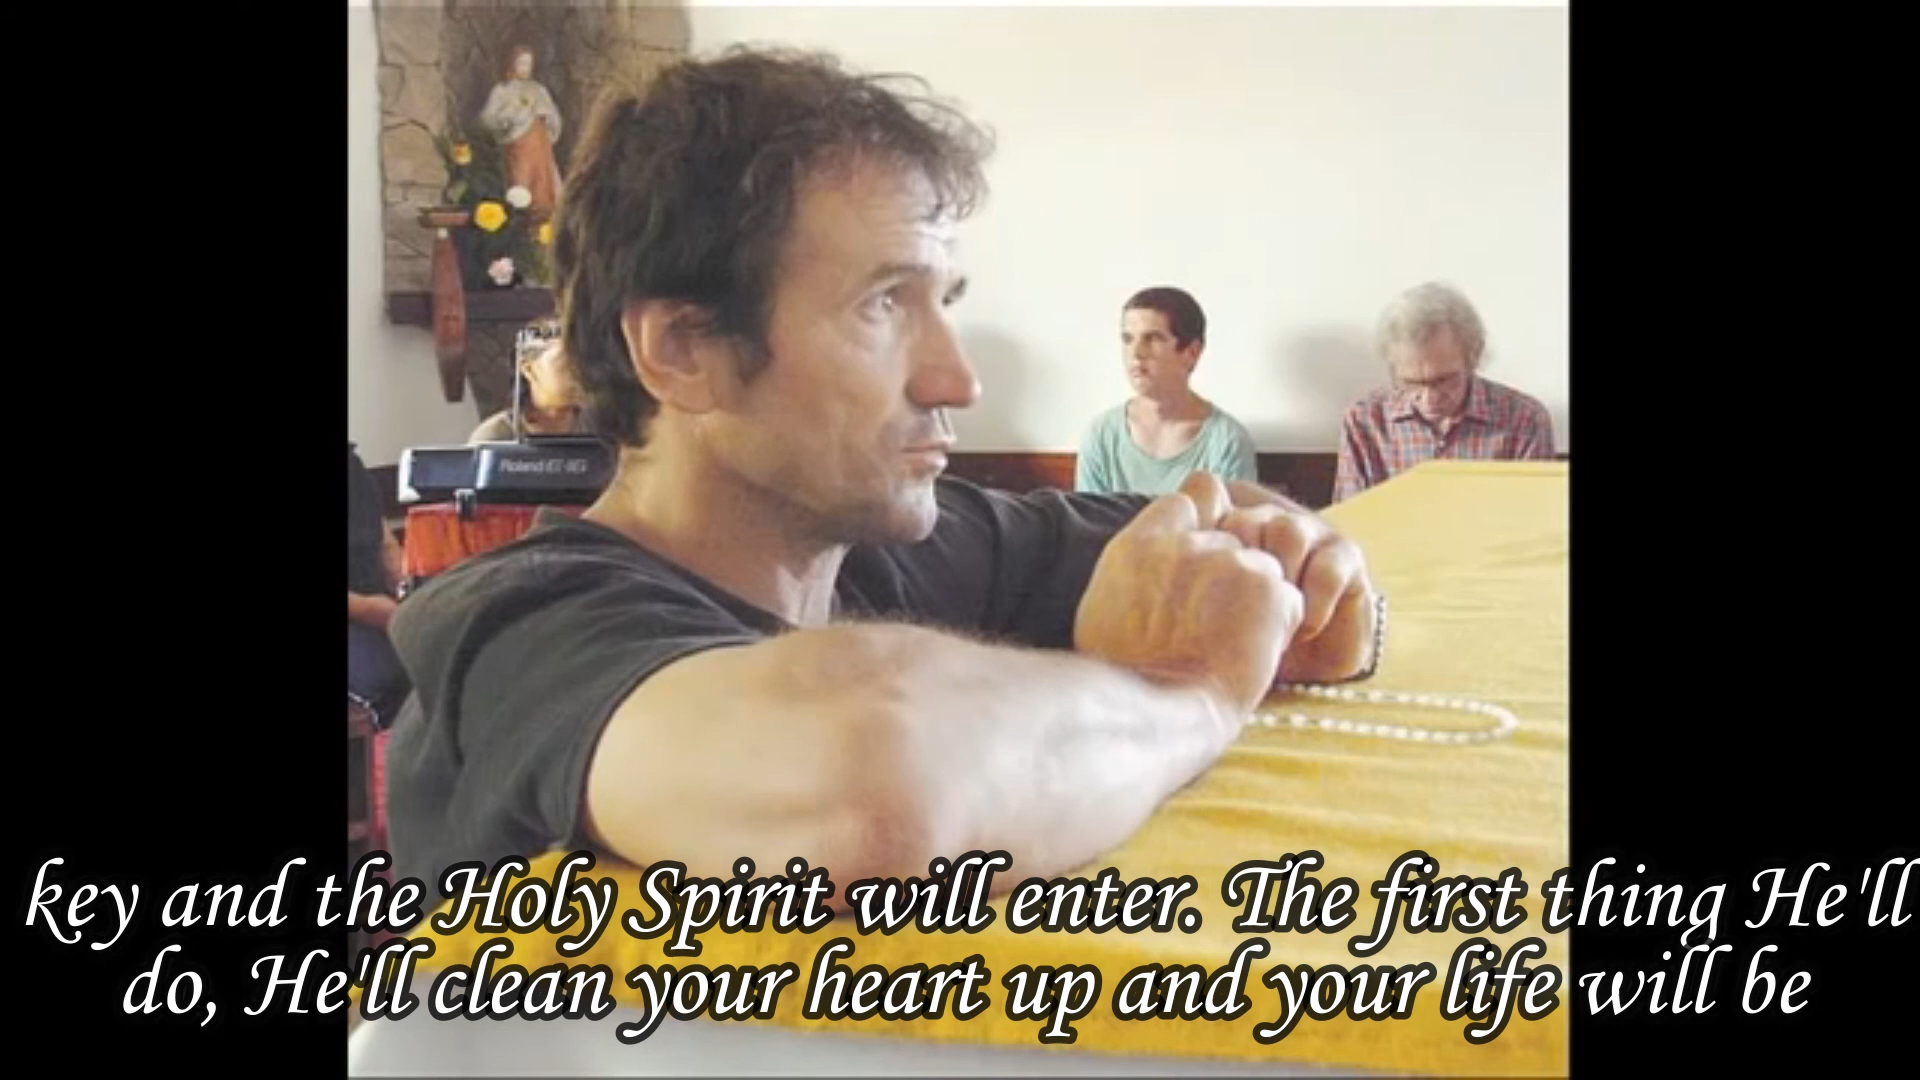 Roland
key and the Holy Spirit will enter. The first thing He'll
do, He'll clean your heart up and your life will be